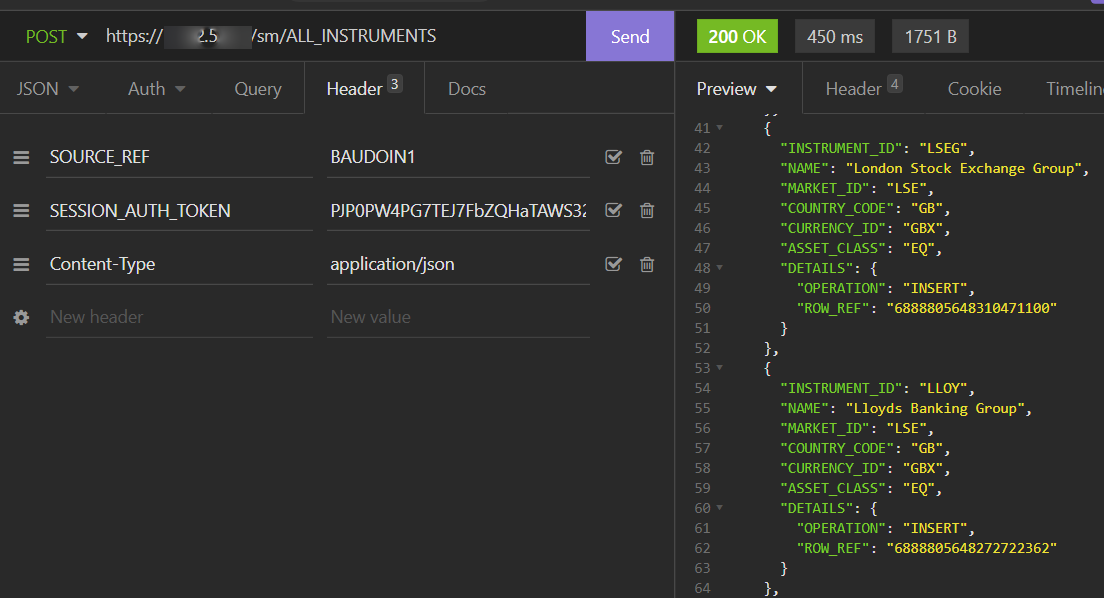 POST https:// 2.5 /sm/ALL_INSTRUMENTS Send 200 OK 450 ms 1751 B
JSON Auth Query Header 3 Docs Preview Header 4 Cookie Timelin
SOURCE_REF BAUDOIN1
SESSION_AUTH_TOKEN PJP0PW4PG7TEJ7FbZQHaTAWS32
Content-Type application/json
New header New value
41 {
42 "INSTRUMENT_ID": "LSEG",
43 "NAME": "London Stock Exchange Group",
44 "MARKET_ID": "LSE",
45 "COUNTRY_CODE": "GB",
46 "CURRENCY_ID": "GBX",
47 "ASSET_CLASS": "EQ",
48 "DETAILS": {
49 "OPERATION": "INSERT",
50 "ROW_REF": "6888805648310471100"
51 }
52 },
53 {
54 "INSTRUMENT_ID": "LLOY",
55 "NAME": "Lloyds Banking Group",
56 "MARKET_ID": "LSE",
57 "COUNTRY_CODE": "GB",
58 "CURRENCY_ID": "GBX",
59 "ASSET_CLASS": "EQ",
60 "DETAILS": {
61 "OPERATION": "INSERT",
62 "ROW_REF": "6888805648272722362"
63 }
64 },